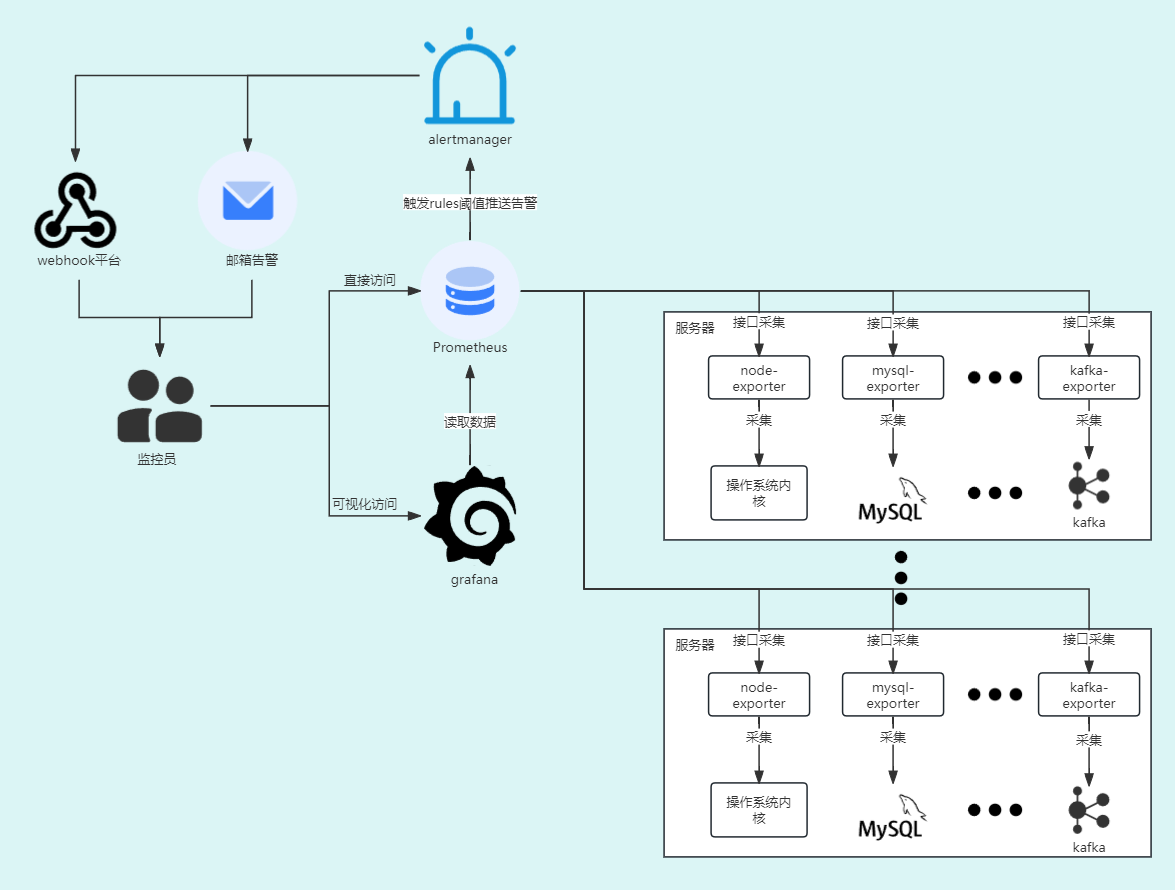 alertmanager
触发rules阈值推送告警
webhook平台
邮箱告警
直接访问
Prometheus
监控员
读取数据
可视化访问
grafana
服务器
接口采集
接口采集
接口采集
node-
exporter
mysql-
exporter
kafka-
exporter
采集
采集
采集
操作系统内
核
MySQL
kafka
服务器
接口采集
接口采集
接口采集
node-
exporter
mysql-
exporter
kafka-
exporter
采集
采集
采集
操作系统内
核
MySQL
kafka